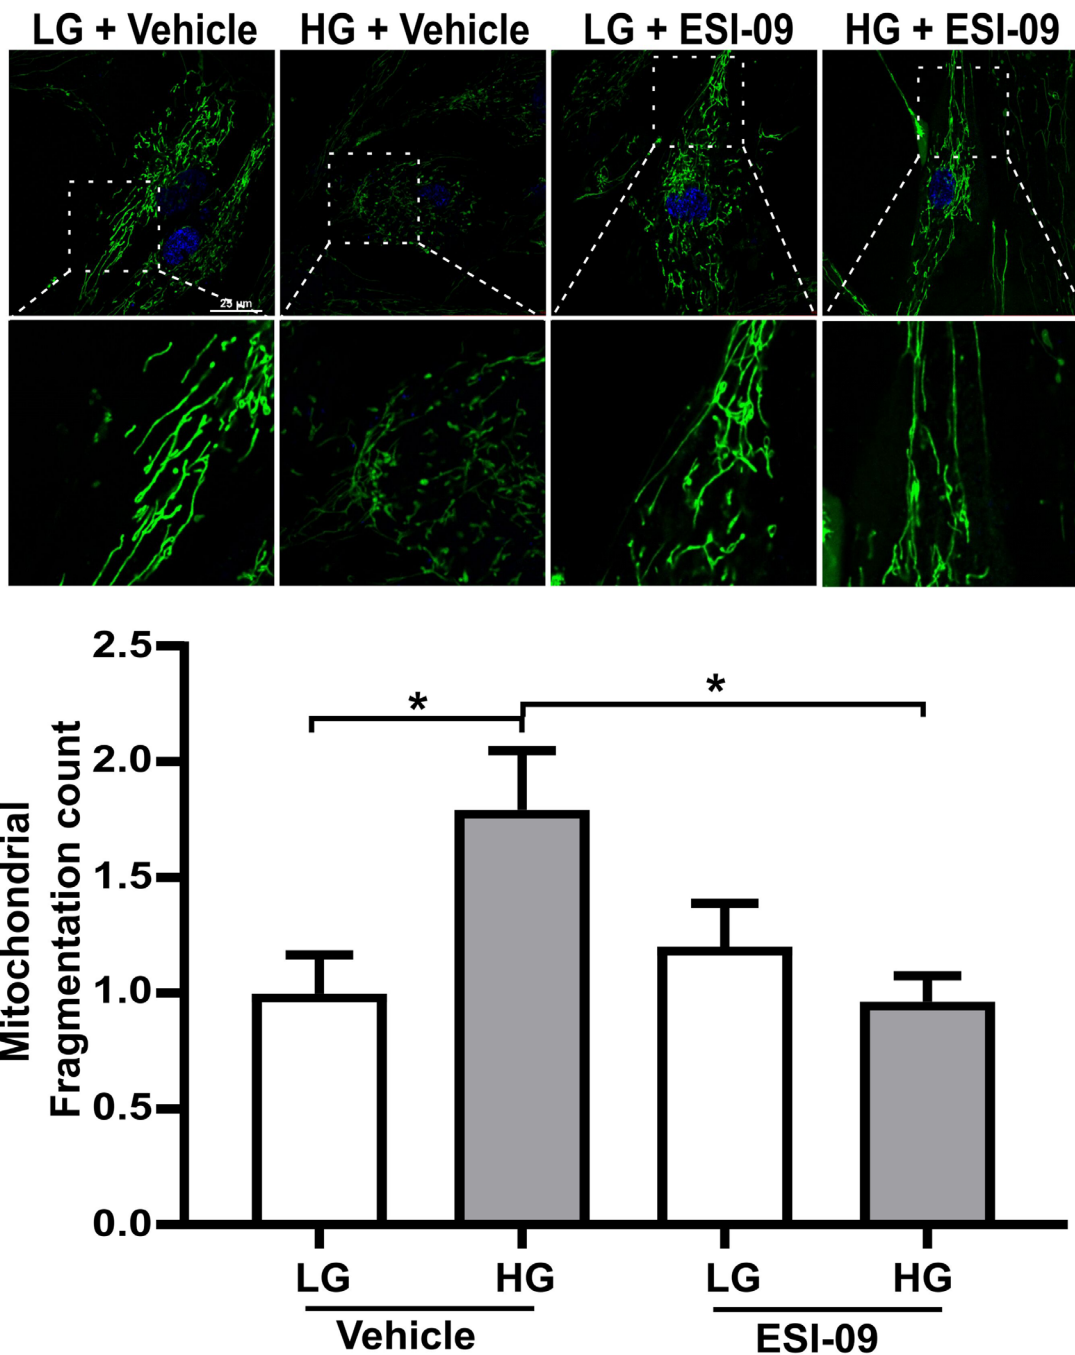 LG + Vehicle
HG + Vehicle
LG + ESI-09
HG + ESI-09
25 µm
Mitochondrial
Fragmentation count
2.5
2.0
1.5
1.0
0.5
0.0
*
*
LG
HG
LG
HG
Vehicle
ESI-09